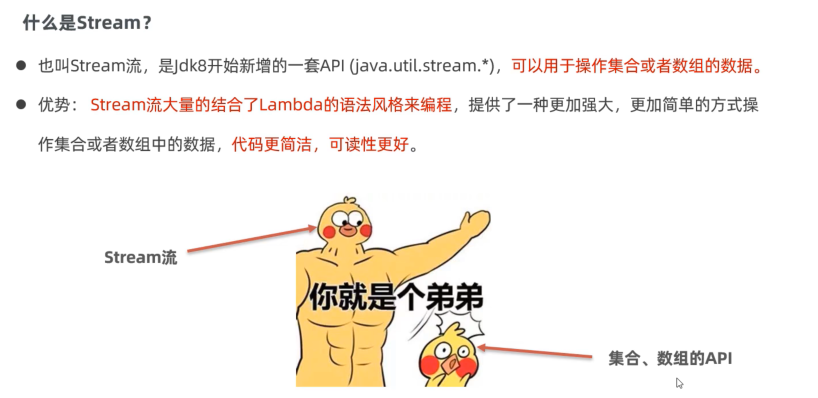 什么是Stream？
● 也叫Stream流，是Jdk8开始新增的一套API (java.util.stream.*)，可以用于操作集合或者数组的数据。
● 优势： Stream流大量的结合了Lambda的语法风格来编程，提供了一种更加强大，更加简单的方式操
作集合或者数组中的数据，代码更简洁，可读性更好。
Stream流
你就是个弟弟
集合、数组的API